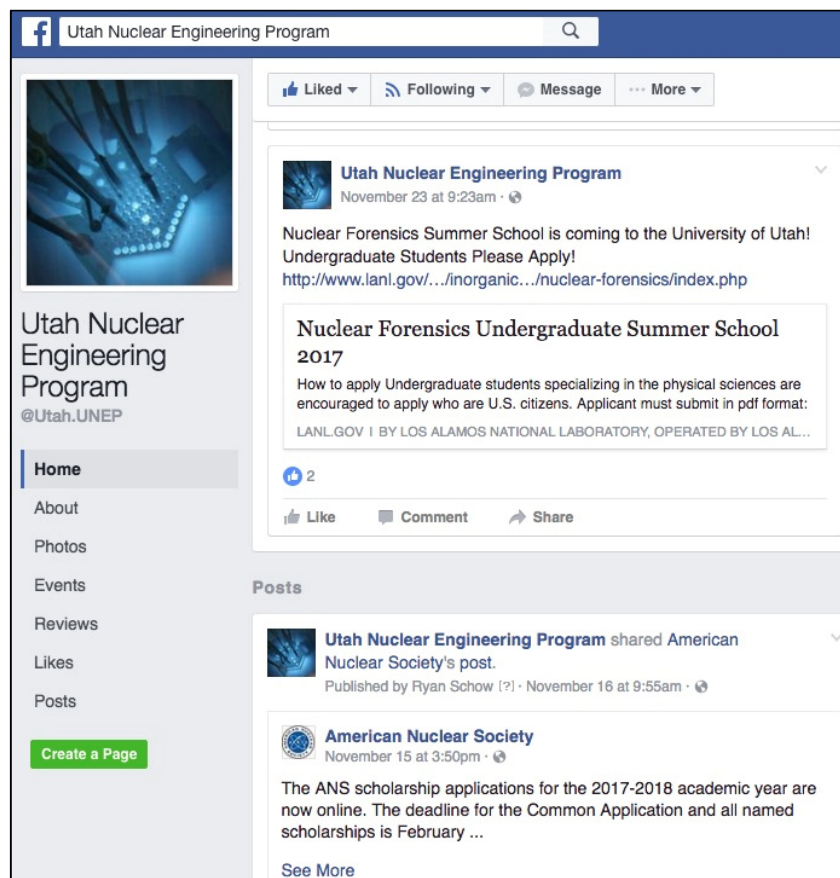 Utah Nuclear Engineering Program
Utah Nuclear
Engineering
Program
@Utah.UNEP
Home
About
Photos
Events
Reviews
Likes
Posts
Create a Page
Liked
Following
Message
··· More
Utah Nuclear Engineering Program
November 23 at 9:23am ·
Nuclear Forensics Summer School is coming to the University of Utah!
Undergraduate Students Please Apply!
http://www.lanl.gov/.../inorganic.../nuclear-forensics/index.php
Nuclear Forensics Undergraduate Summer School
2017
How to apply Undergraduate students specializing in the physical sciences are
encouraged to apply who are U.S. citizens. Applicant must submit in pdf format:
LANL.GOV | BY LOS ALAMOS NATIONAL LABORATORY, OPERATED BY LOS AL...
2
Like
Comment
Share
Posts
Utah Nuclear Engineering Program shared American
Nuclear Society's post.
Published by Ryan Schow [?] · November 16 at 9:55am ·
American Nuclear Society
November 15 at 3:50pm ·
The ANS scholarship applications for the 2017-2018 academic year are
now online. The deadline for the Common Application and all named
scholarships is February ...
See More